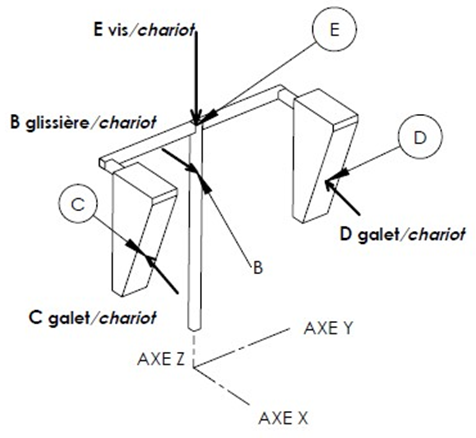 E vis/chariot
E
B glissière/chariot
D
C
D galet/chariot
B
C galet/chariot
AXE Y
AXE Z
AXE X